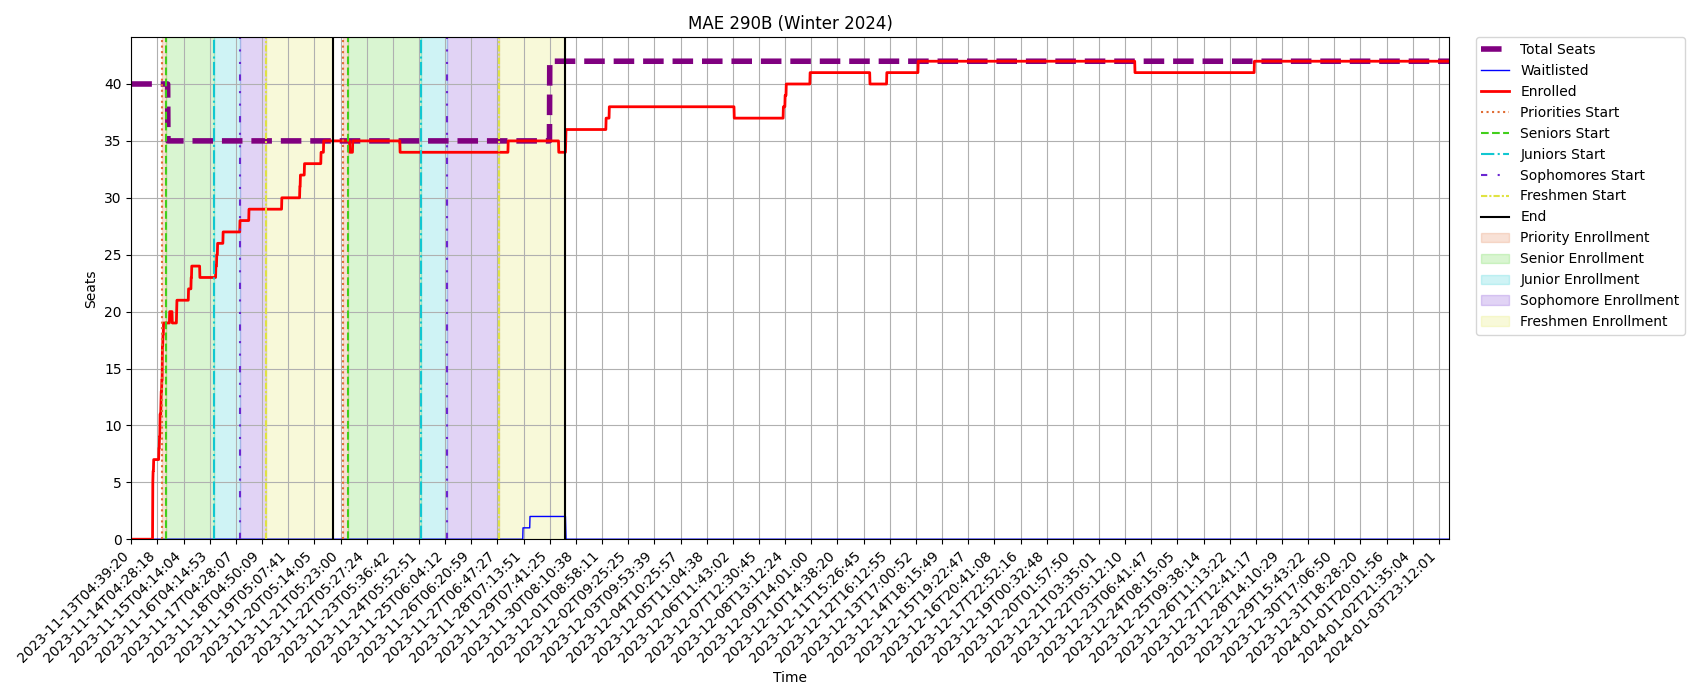 MAE 290B (Winter 2024)
Seats
40
35
30
25
20
15
10
5
0
2023-11-13T04:39:20
2023-11-14T04:28:18
2023-11-15T04:14:04
2023-11-16T04:14:53
2023-11-17T04:28:07
2023-11-18T04:50:09
2023-11-19T05:07:41
2023-11-20T05:14:05
2023-11-21T05:23:00
2023-11-22T05:27:24
2023-11-23T05:36:42
2023-11-24T05:52:51
2023-11-26T06:04:12
2023-11-26T06:20:59
2023-11-27T06:47:27
2023-11-28T07:13:51
2023-11-29T07:41:25
2023-11-30T08:10:38
2023-12-01T08:58:11
2023-12-02T09:25:25
2023-12-03T09:53:39
2023-12-04T10:25:57
2023-12-05T11:04:38
2023-12-06T11:43:02
2023-12-07T12:30:45
2023-12-08T13:12:24
2023-12-09T14:01:00
2023-12-10T14:38:20
2023-12-11T15:26:45
2023-12-12T16:12:55
2023-12-13T17:00:52
2023-12-14T18:15:49
2023-12-15T19:22:47
2023-12-16T20:41:08
2023-12-17T22:52:16
2023-12-19T00:32:48
2023-12-20T01:57:50
2023-12-21T03:35:01
2023-12-22T05:12:10
2023-12-23T06:41:47
2023-12-24T08:15:05
2023-12-25T09:38:14
2023-12-26T11:13:22
2023-12-27T12:41:17
2023-12-28T14:10:29
2023-12-29T15:43:22
2023-12-30T17:06:50
2023-12-31T18:28:20
2024-01-01T20:01:56
2024-01-02T21:35:04
2024-01-03T23:12:01
Time
Total Seats
Waitlisted
Enrolled
Priorities Start
Seniors Start
Juniors Start
Sophomores Start
Freshmen Start
End
Priority Enrollment
Senior Enrollment
Junior Enrollment
Sophomore Enrollment
Freshmen Enrollment